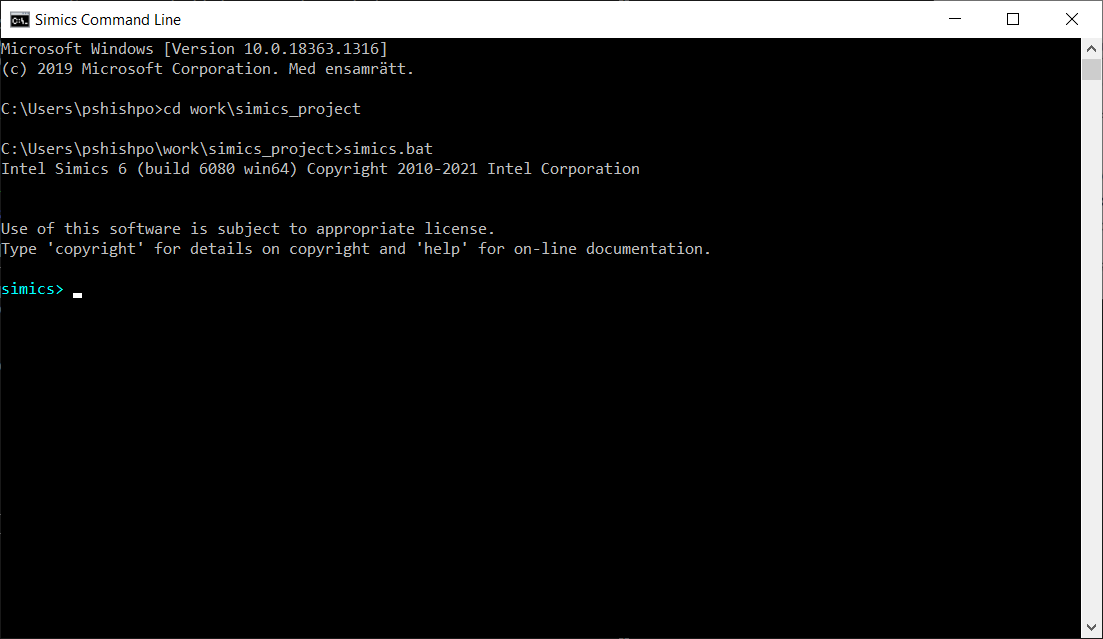 Simics Command Line
Microsoft Windows [Version 10.0.18363.1316]
(c) 2019 Microsoft Corporation. Med ensamrätt.
C:\Users\pshishpo>cd work\simics_project
C:\Users\pshishpo\work\simics_project>simics.bat
Intel Simics 6 (build 6080 win64) Copyright 2010-2021 Intel Corporation
Use of this software is subject to appropriate license.
Type 'copyright' for details on copyright and 'help' for on-line documentation.
simics>